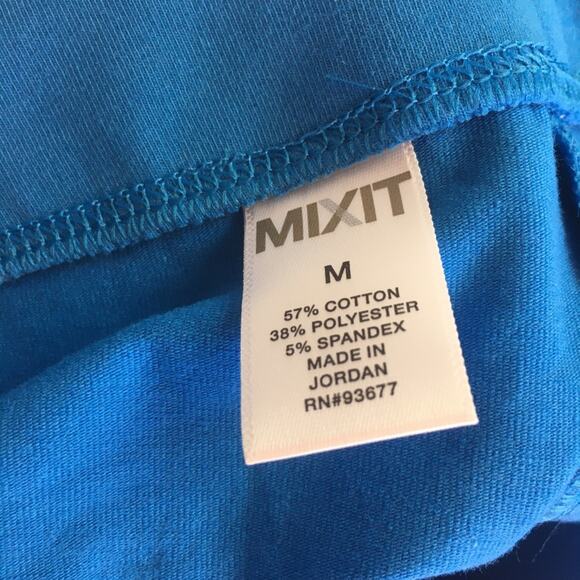 MIXIT
M
57% COTTON
38% POLYESTER
5% SPANDEX
MADE IN
JORDAN
RN#93677